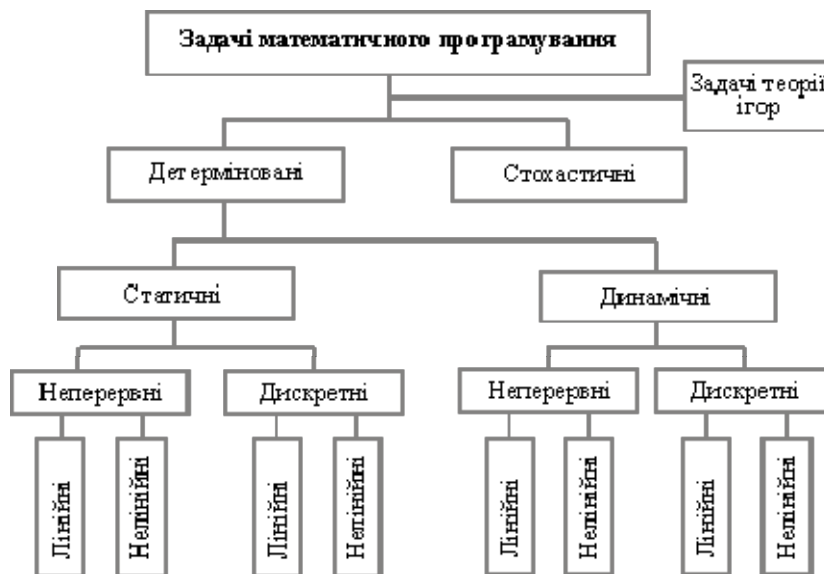 Задачі математичного програмування
Задачі теорії
ігор
Детерміновані
Стохастичні
Статичні
Динамічні
Неперервні
Дискретні
Неперервні
Дискретні
Лінійні
Нелінійні
Лінійні
Нелінійні
Лінійні
Нелінійні
Лінійні
Нелінійні